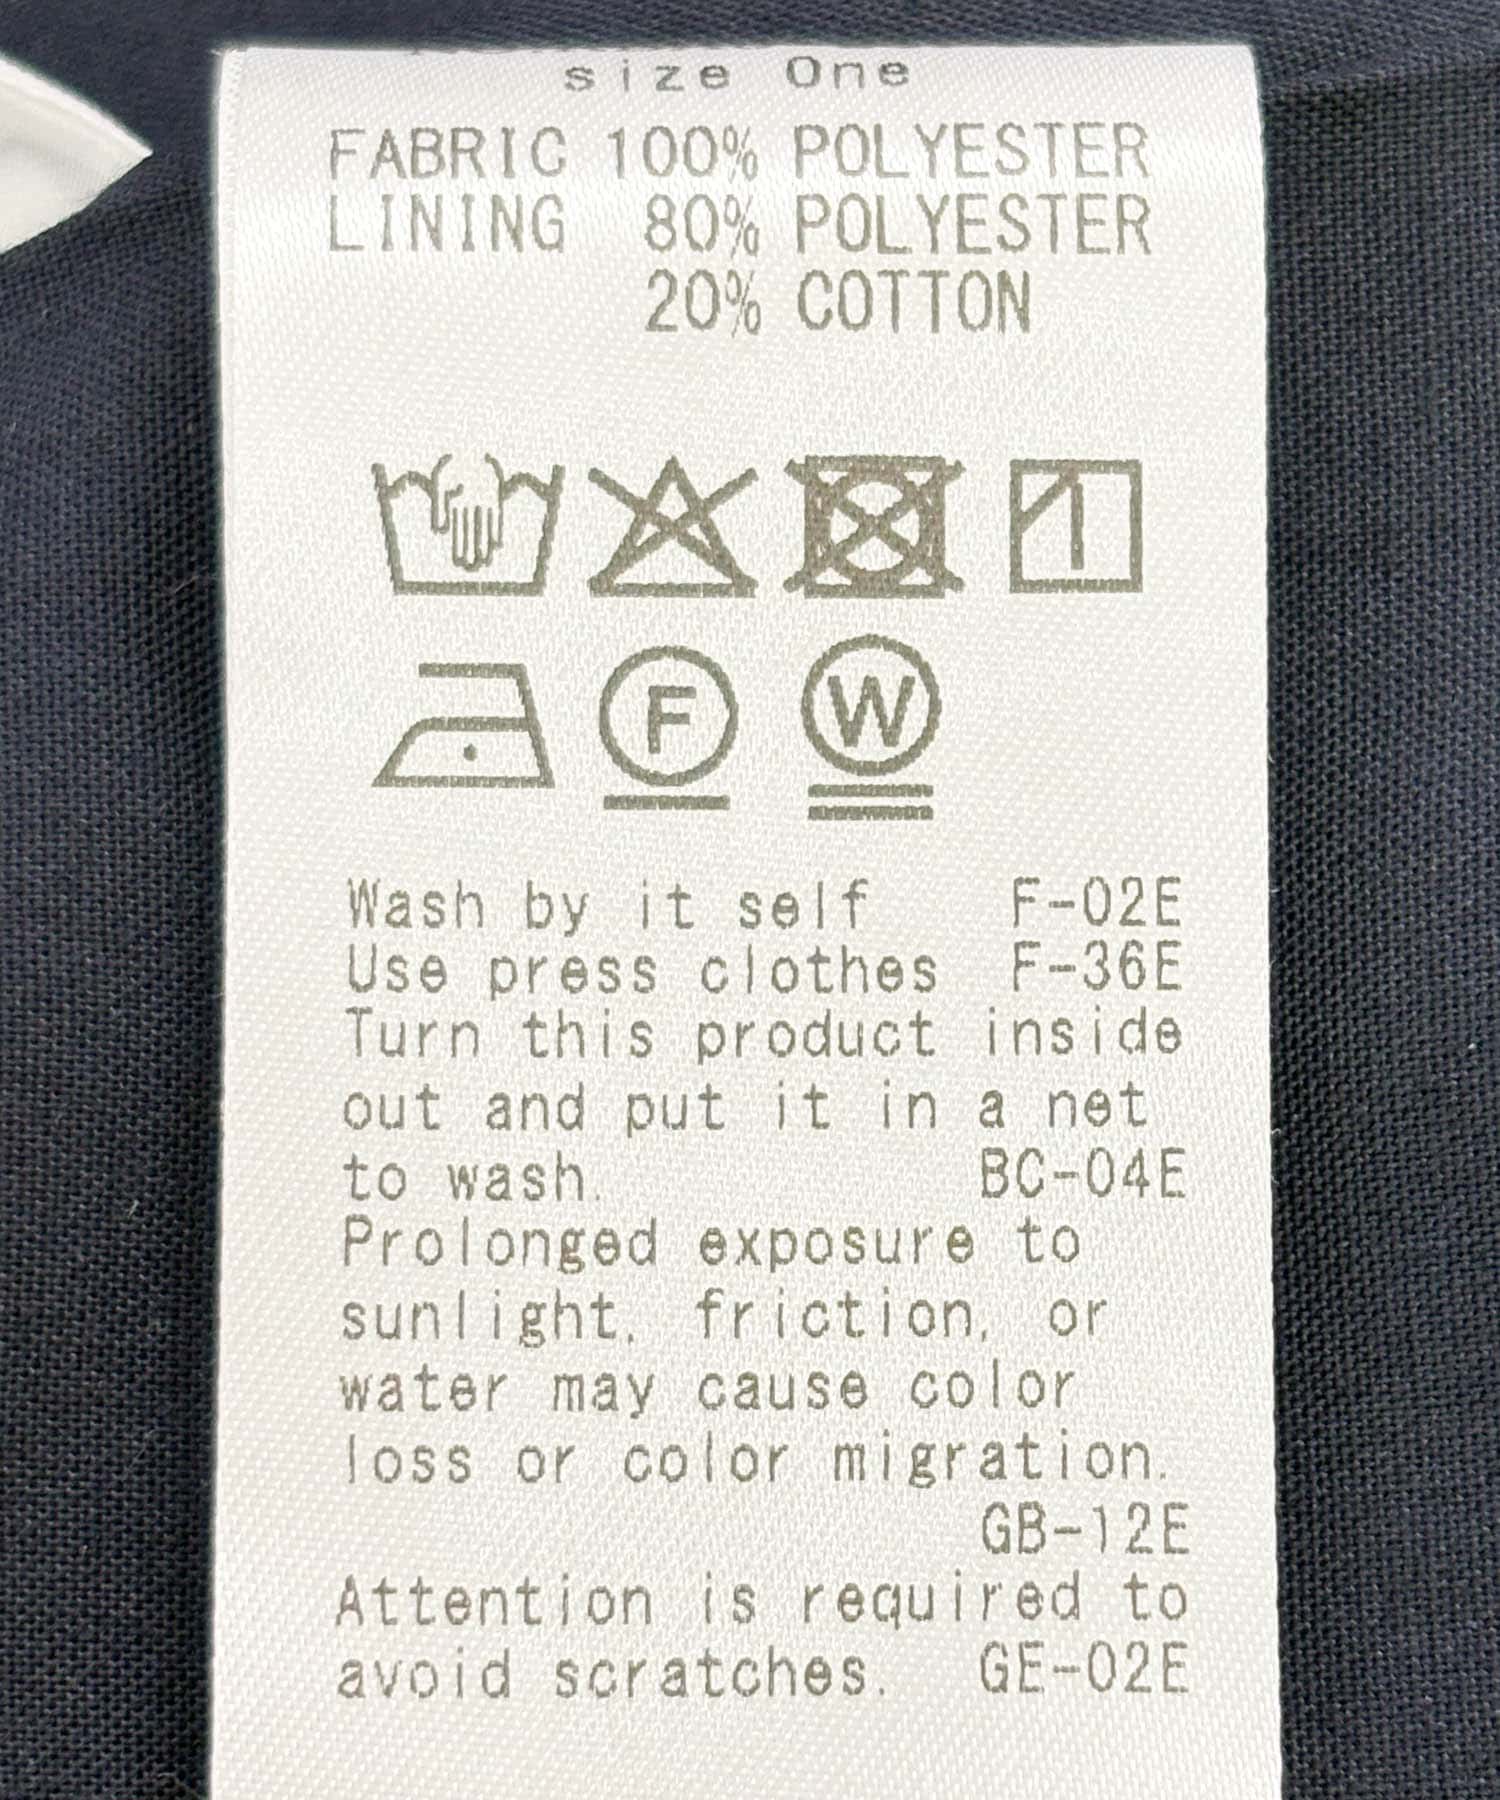 size One
FABRIC 100% POLYESTER
LINING 80% POLYESTER
20% COTTON
F
W
Wash by it self F-02E
Use press clothes F-36E
Turn this product inside
out and put it in a net
to wash. BC-04E
Prolonged exposure to
sunlight, friction, or
water may cause color
loss or color migration.
GB-12E
Attention is required to
avoid scratches. GE-02E